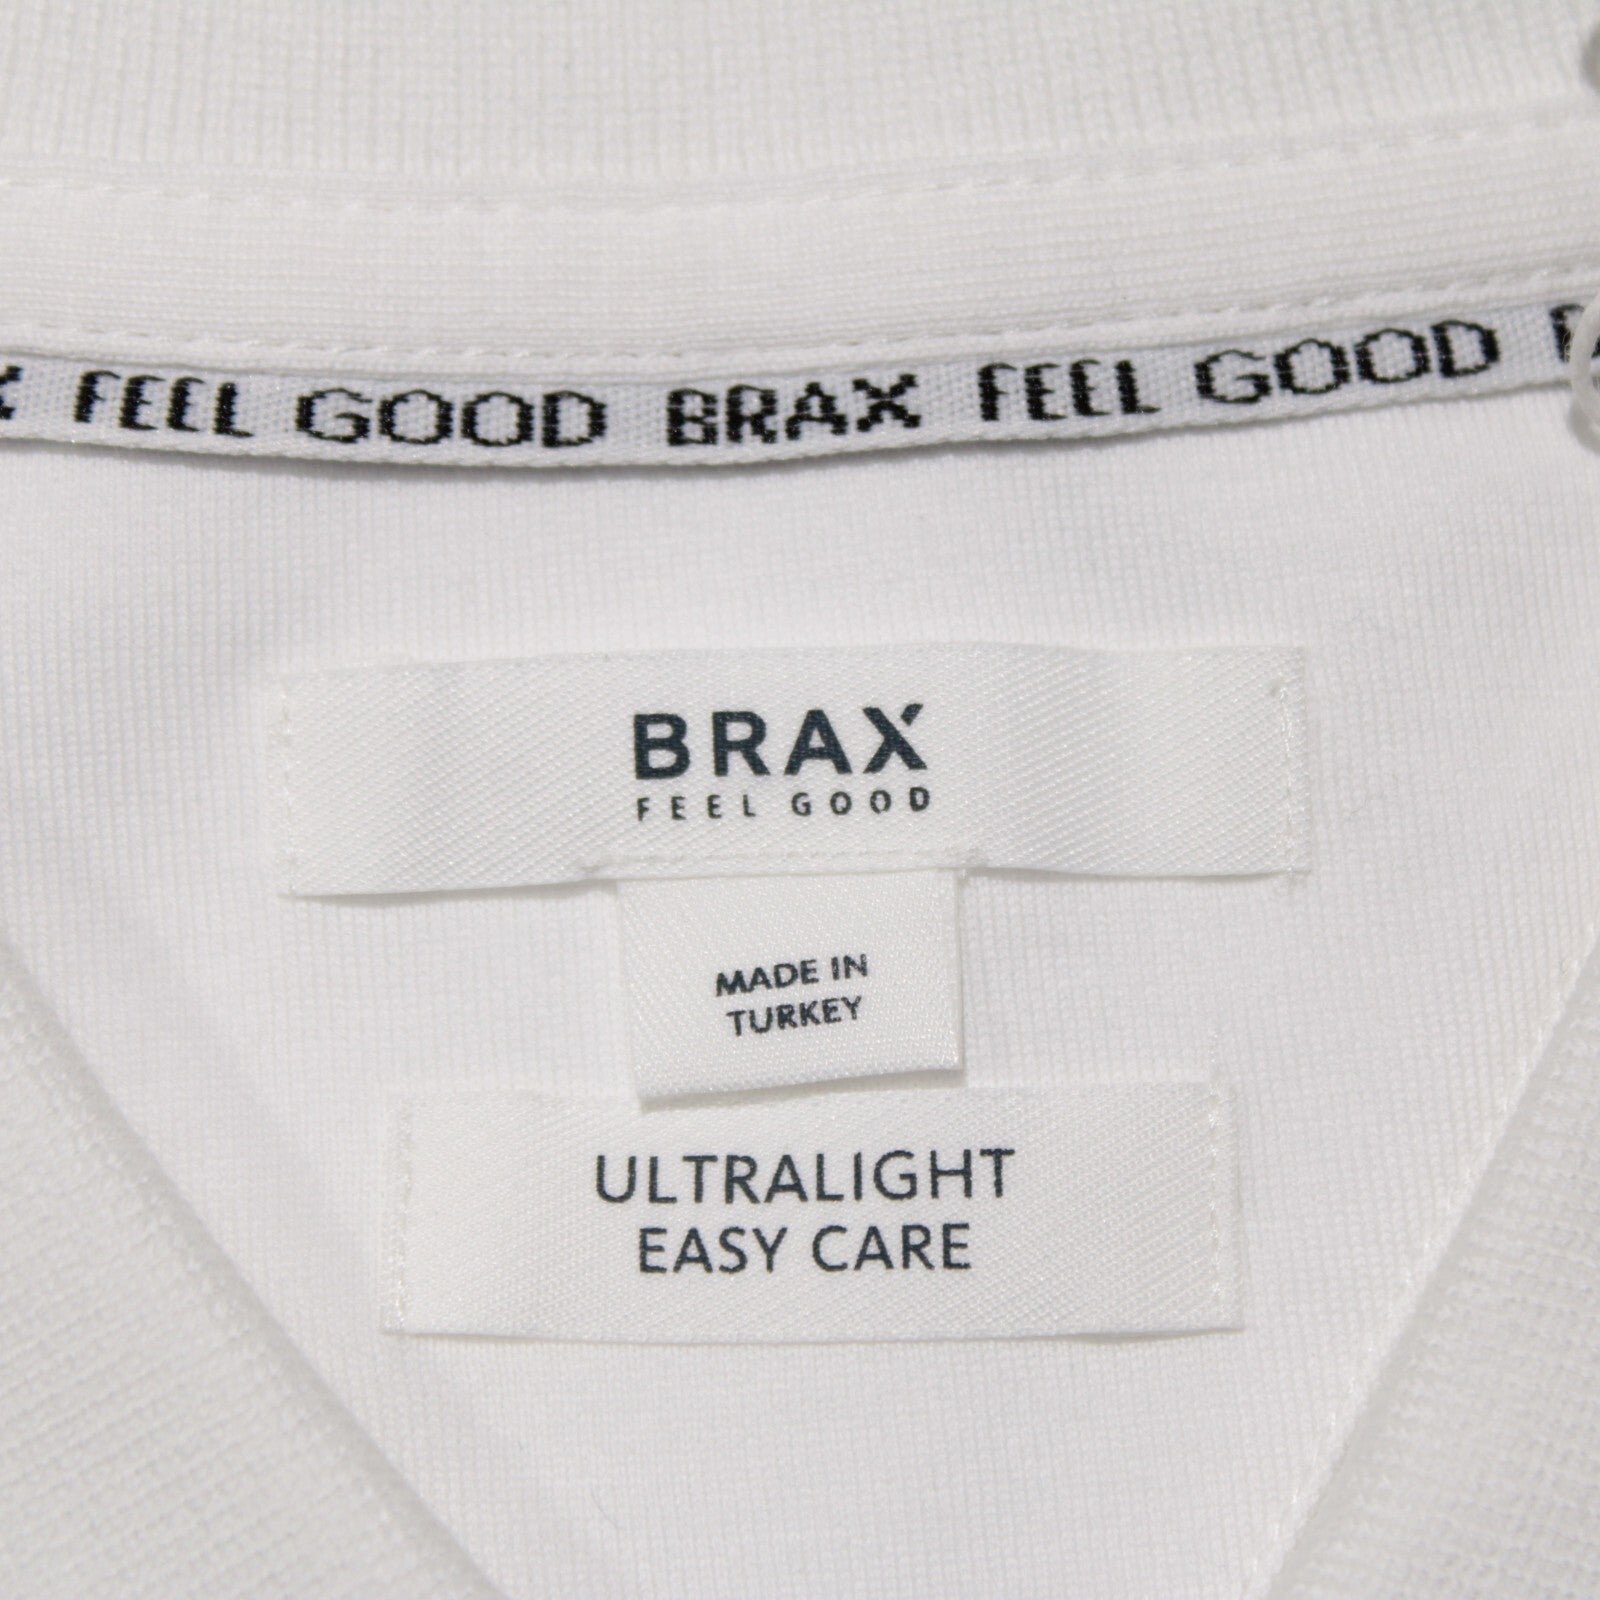 FEEL GOOD BRAX FEEL GOOD
BRAX
FEEL GOOD
MADE IN
TURKEY
ULTRALIGHT
EASY CARE